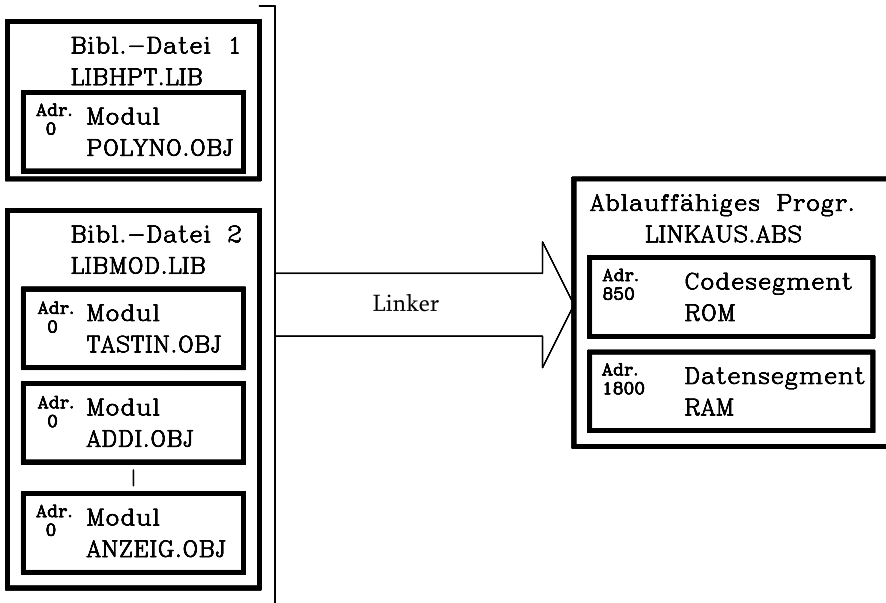 Bibl.-Datei 1
LIBHPT.LIB
Adr.
0
Modul
POLYNO.OBJ
Bibl.-Datei 2
LIBMOD.LIB
Adr.
0
Modul
TASTIN.OBJ
Adr.
0
Modul
ADDI.OBJ
Adr.
0
Modul
ANZEIG.OBJ
Linker
Ablauffähiges Progr.
LINKAUS.ABS
Adr.
850
Codesegment
ROM
Adr.
1800
Datensegment
RAM